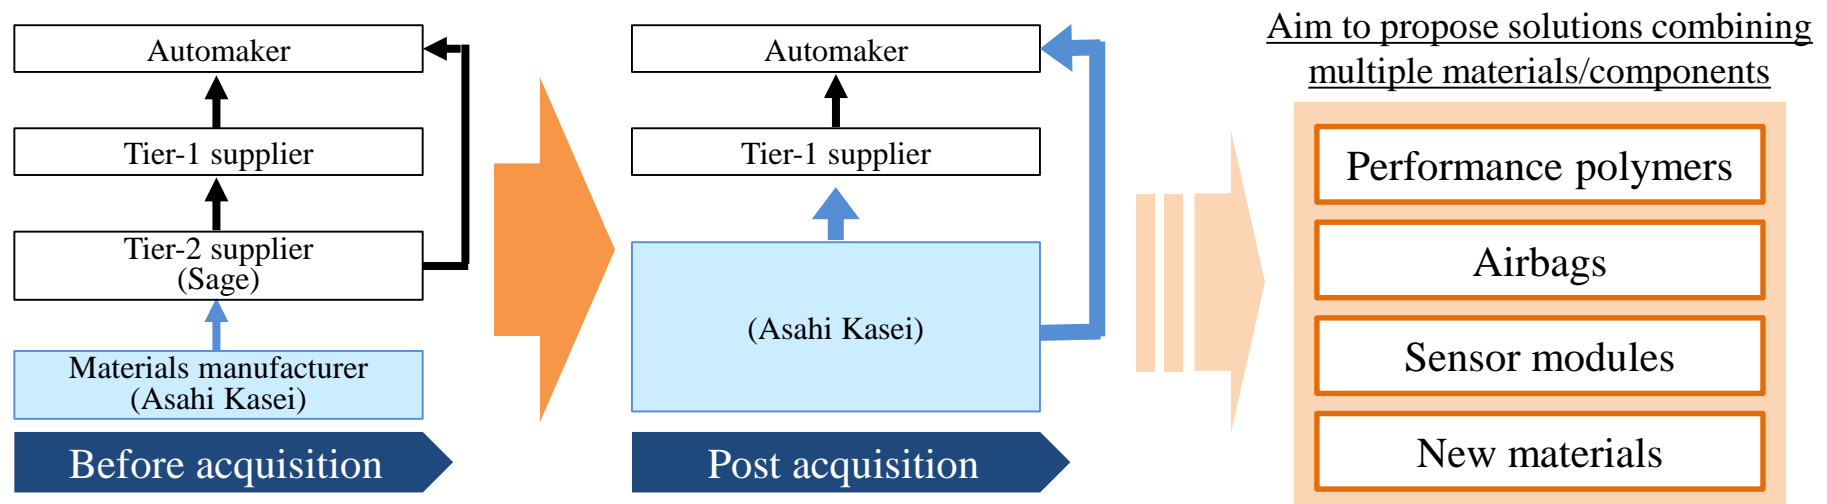 Automaker
Tier-1 supplier
Tier-2 supplier
(Sage)
Materials manufacturer
(Asahi Kasei)
Before acquisition
Automaker
Tier-1 supplier
(Asahi Kasei)
Post acquisition
Aim to propose solutions combining
multiple materials/components
Performance polymers
Airbags
Sensor modules
New materials